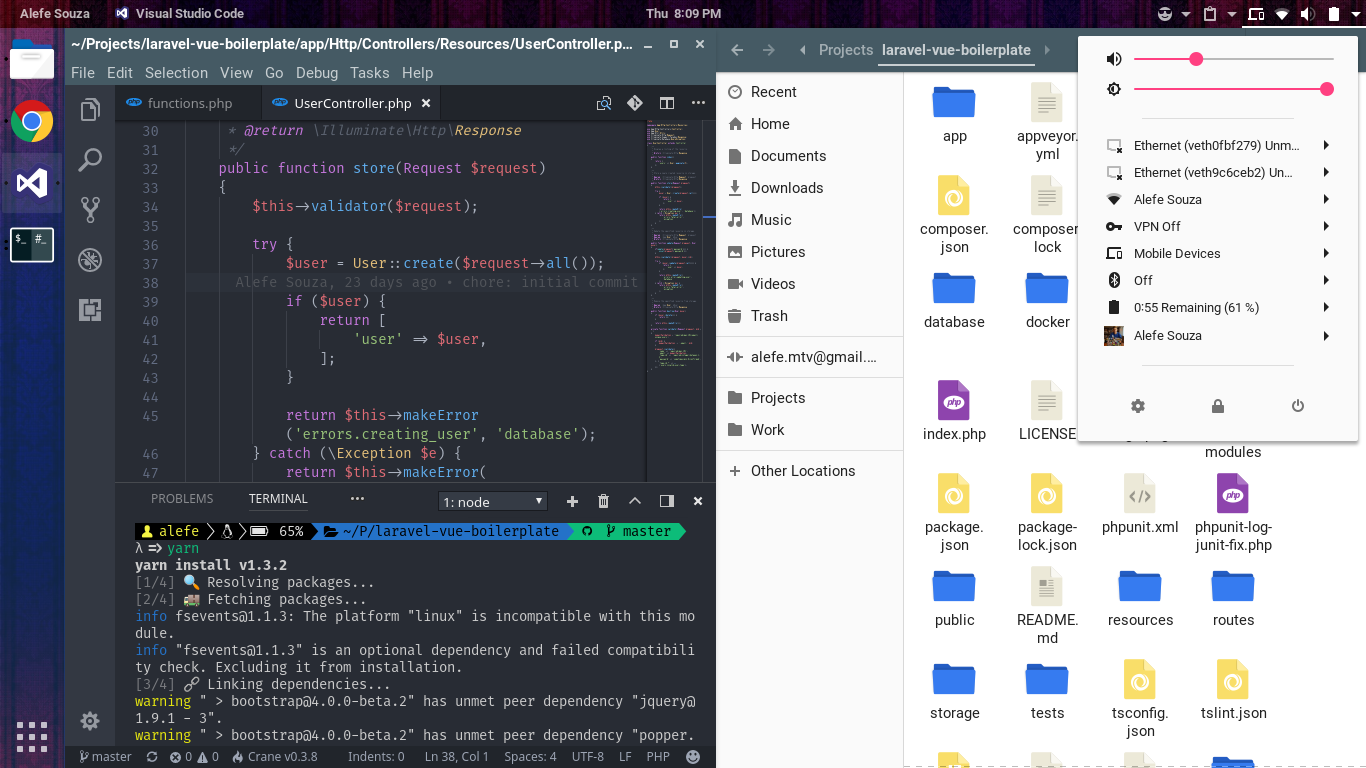 Alefe Souza
Visual Studio Code
Thu 8:09 PM
~/Projects/laravel-vue-boilerplate/app/Http/Controllers/Resources/UserController.p...
File Edit Selection View Go Debug Tasks Help
functions.php
UserController.php
30 * @return \Illuminate\Http\Response
31 */
32 public function store(Request $request)
33 {
34 $this->validator($request);
35
36 try {
37 $user = User::create($request->all());
38 Alefe Souza, 23 days ago • chore: initial commit
39 if ($user) {
40 return [
41 'user' => $user,
42 ];
43 }
44
45 return $this->makeError
('errors.creating_user', 'database');
46 } catch (\Exception $e) {
47 return $this->makeError(
PROBLEMS TERMINAL ...
1: node
alefe 65% ~/P/laravel-vue-boilerplate master
λ => yarn
yarn install v1.3.2
[1/4] 🔍 Resolving packages...
[2/4] 🚚 Fetching packages...
info fsevents@1.1.3: The platform "linux" is incompatible with this mo
dule.
info "fsevents@1.1.3" is an optional dependency and failed compatibili
ty check. Excluding it from installation.
[3/4] 🔗 Linking dependencies...
warning " > bootstrap@4.0.0-beta.2" has unmet peer dependency "jquery@
1.9.1 - 3".
warning " > bootstrap@4.0.0-beta.2" has unmet peer dependency "popper.
master 0 0 Crane v0.3.8 Indents: 0 Ln 38, Col 1 Spaces: 4 UTF-8 LF PHP
$_ #_
Projects laravel-vue-boilerplate
Recent
Home
Documents
Downloads
Music
Pictures
Videos
Trash
alefe.mtv@gmail....
Projects
Work
Other Locations
app
appveyor.
yml
composer.
json
composer
lock
database
docker
php
index.php
LICENSE
modules
package.
json
package-
lock.json
phpunit.xml
php
phpunit-log-
junit-fix.php
public
README.
md
resources
routes
storage
tests
tsconfig.
json
tslint.json
Ethernet (veth0fbf279) Unm...
Ethernet (veth9c6ceb2) Un...
Alefe Souza
VPN Off
Mobile Devices
Off
0:55 Remaining (61 %)
Alefe Souza